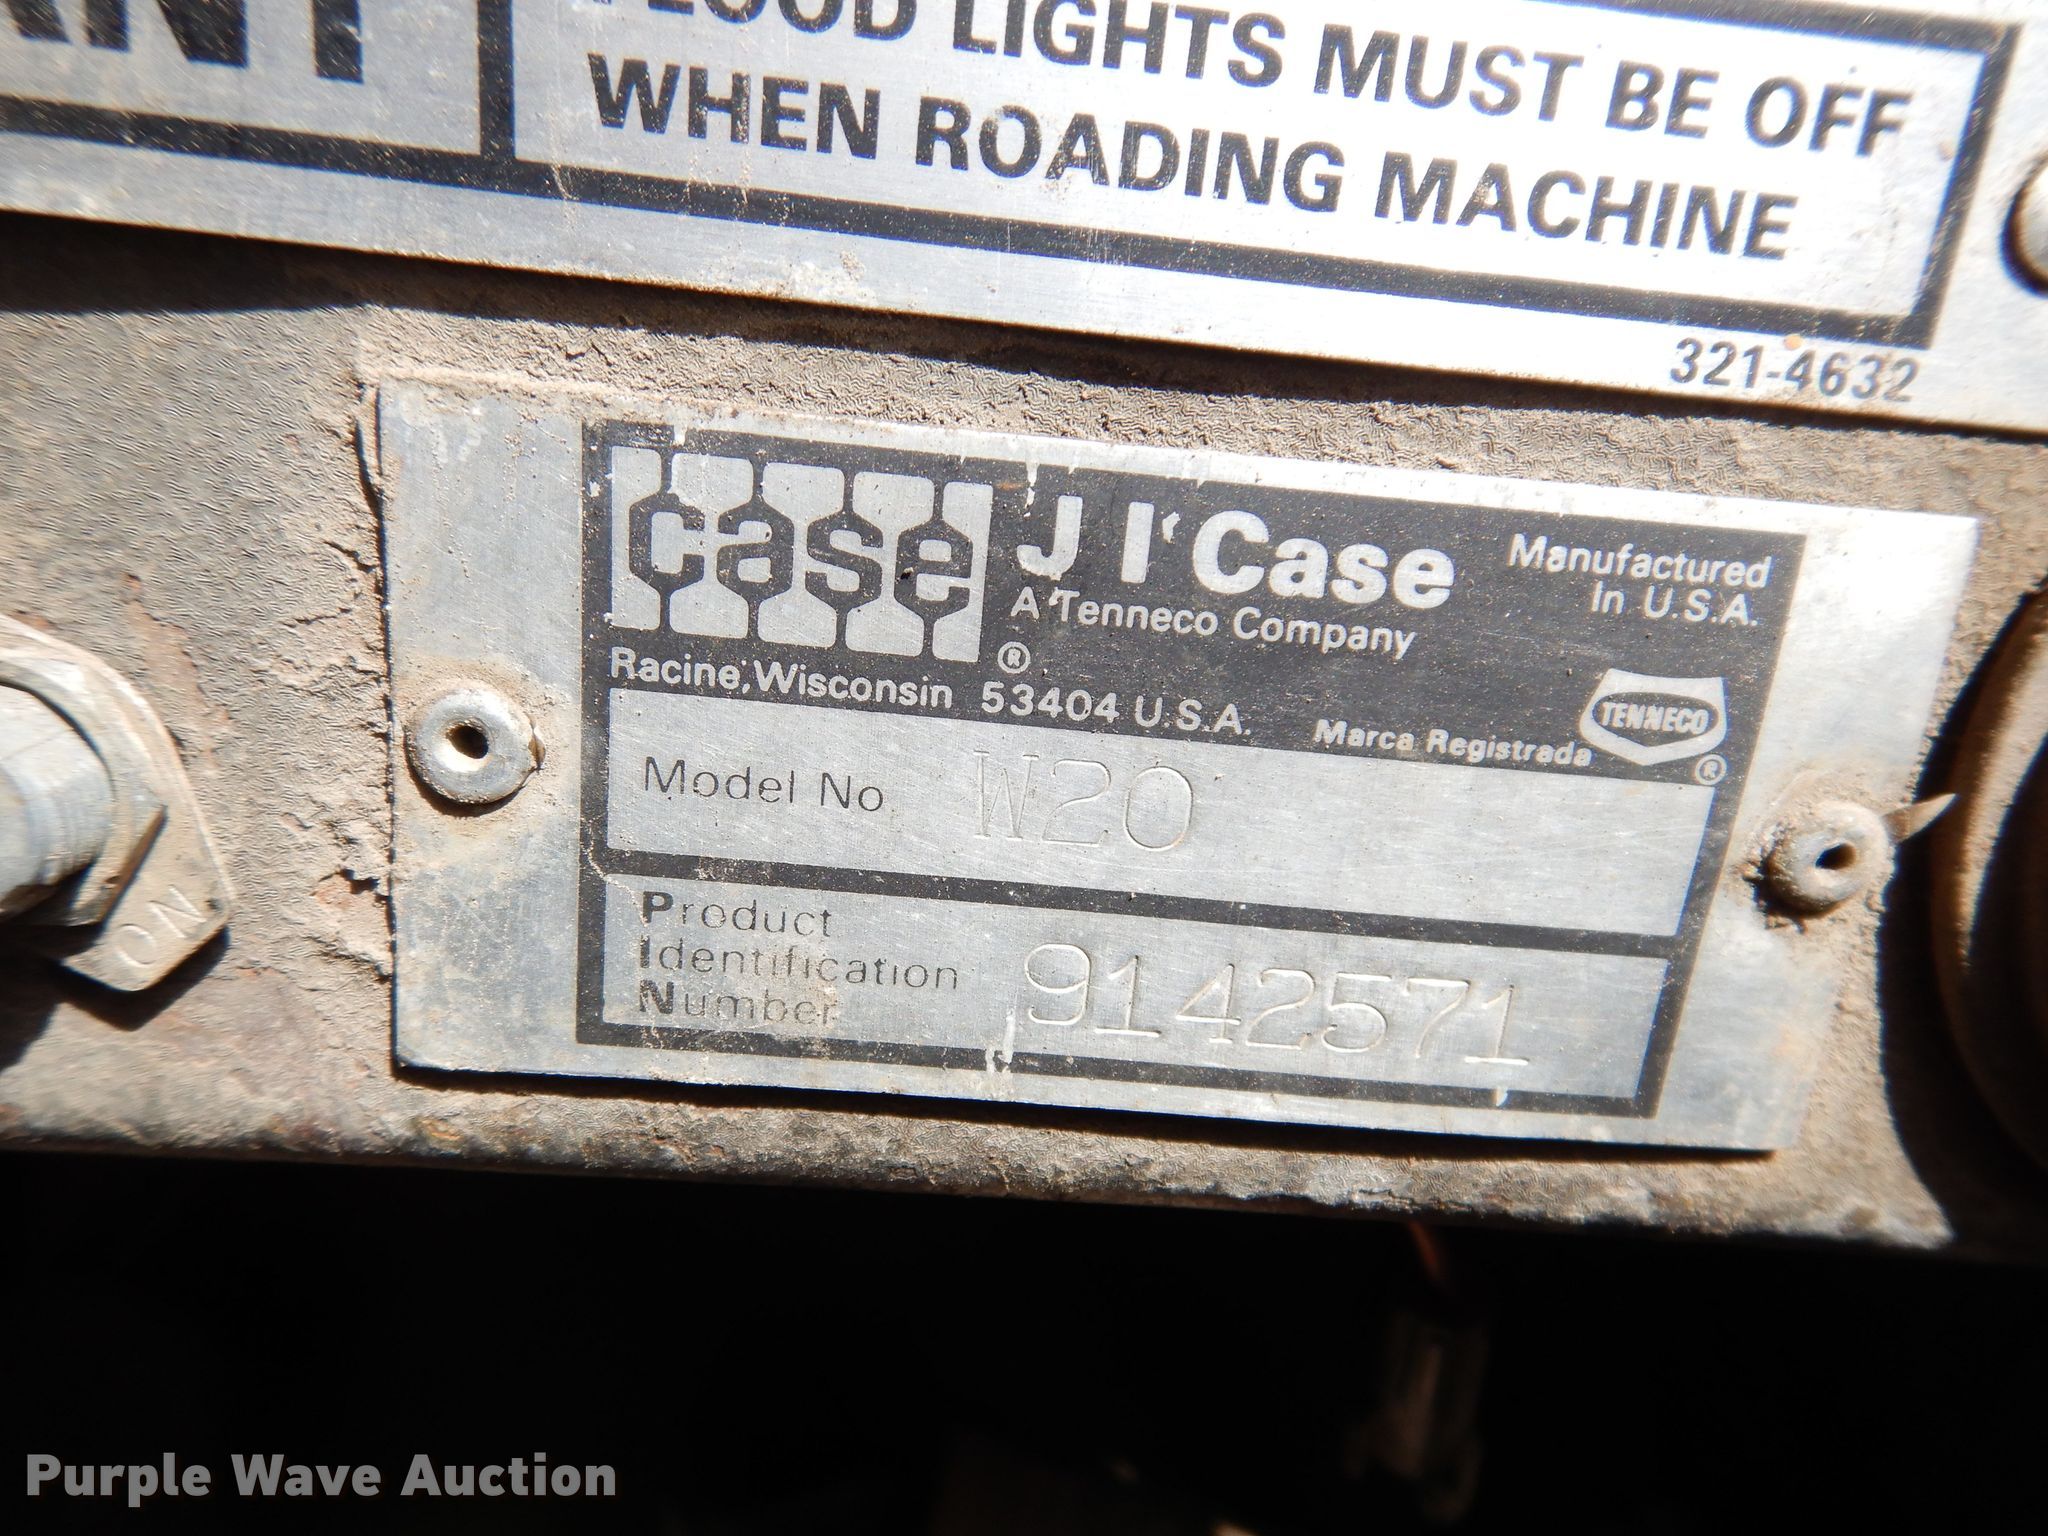 FLOOD LIGHTS MUST BE OFF
WHEN ROADING MACHINE
321-4632
case J I Case
A Tenneco Company
Manufactured
In U.S.A.
®
Racine, Wisconsin 53404 U.S.A.
Marca Registrada
TENNECO
®
Model No W20
Product
Identification
Number
9142571
ON
Purple Wave Auction